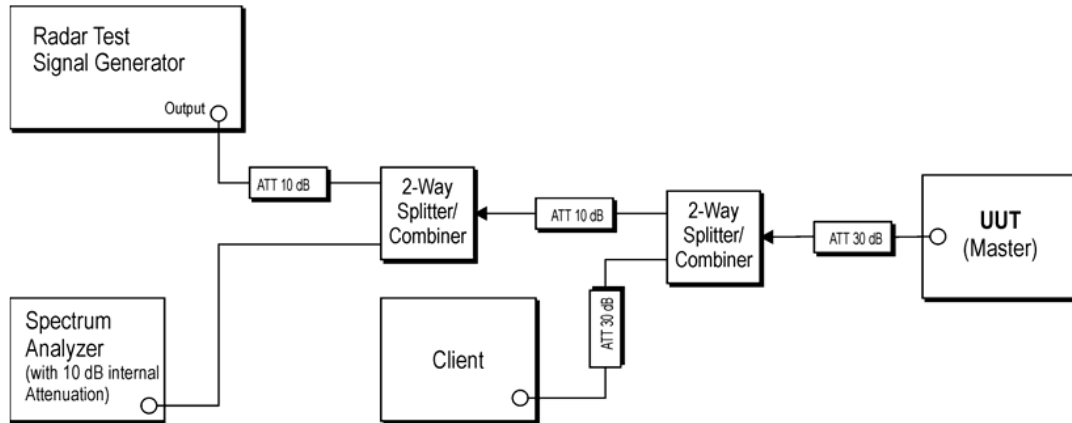 Radar Test
Signal Generator
Output
ATT 10 dB
2-Way
Splitter/
Combiner
ATT 10 dB
2-Way
Splitter/
Combiner
ATT 30 dB
UUT
(Master)
ATT 30 dB
Spectrum
Analyzer
(with 10 dB internal
Attenuation)
Client